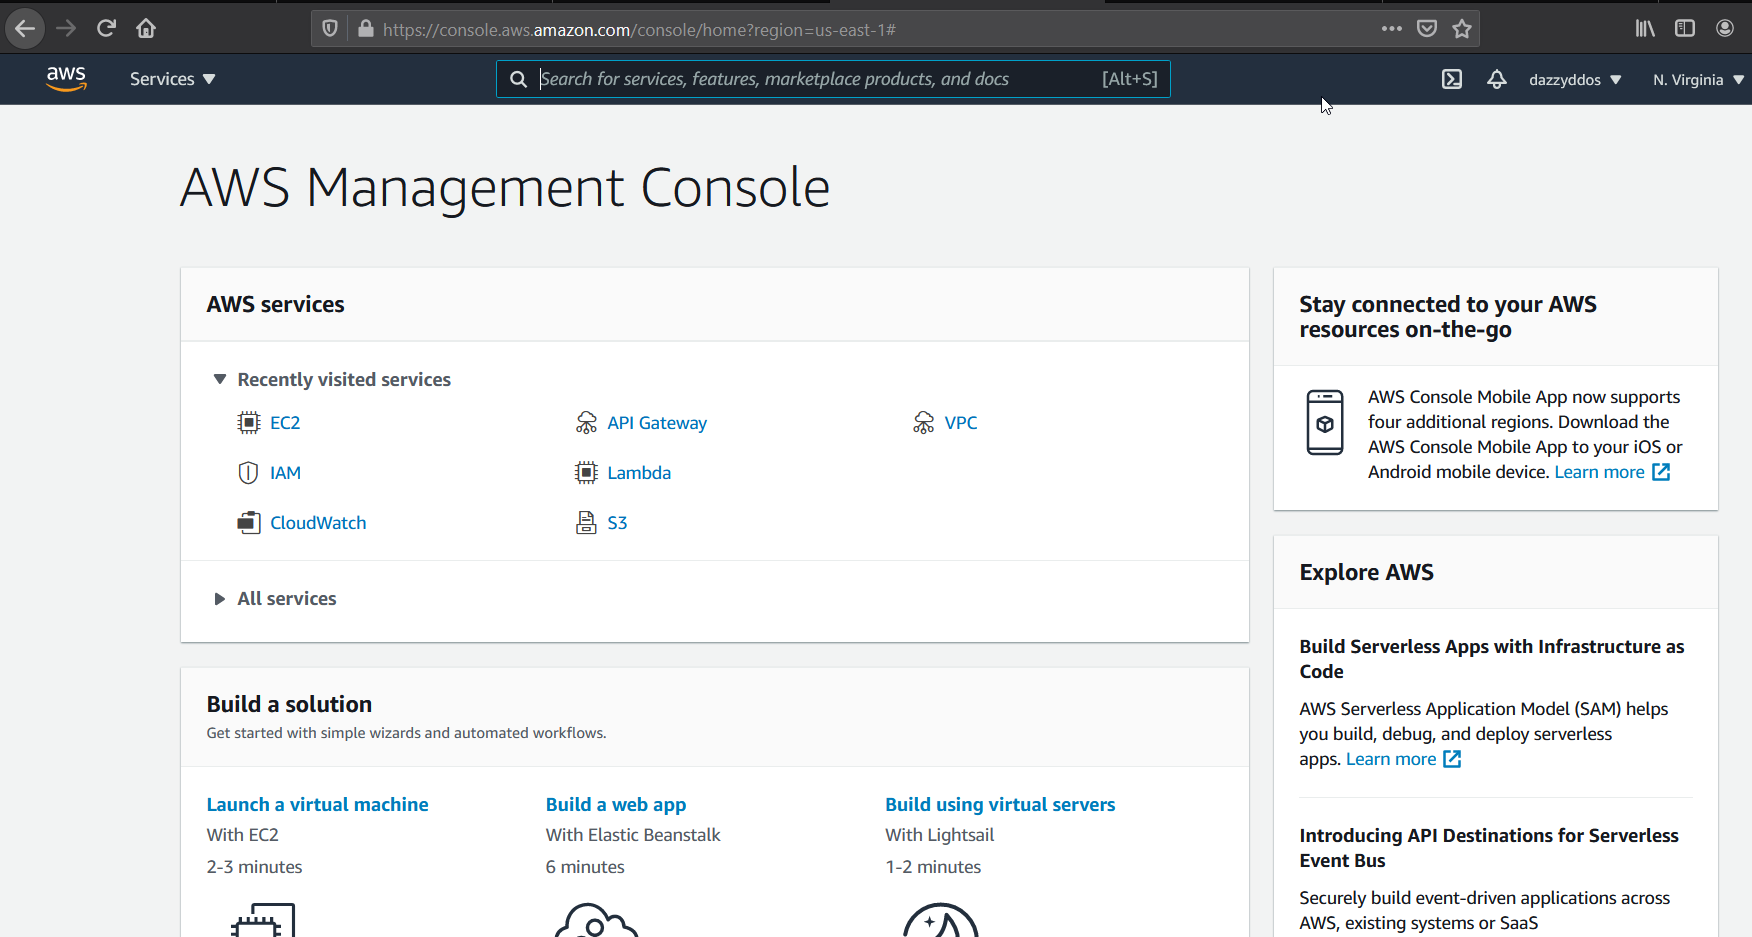 https://console.aws.amazon.com/console/home?region=us-east-1#
aws
Services
Search for services, features, marketplace products, and docs
[Alt+S]
dazzyddos
N. Virginia
AWS Management Console
AWS services
Recently visited services
EC2
API Gateway
VPC
IAM
Lambda
CloudWatch
S3
All services
Build a solution
Get started with simple wizards and automated workflows.
Launch a virtual machine
With EC2
2-3 minutes
Build a web app
With Elastic Beanstalk
6 minutes
Build using virtual servers
With Lightsail
1-2 minutes
Stay connected to your AWS
resources on-the-go
AWS Console Mobile App now supports
four additional regions. Download the
AWS Console Mobile App to your iOS or
Android mobile device. Learn more
Explore AWS
Build Serverless Apps with Infrastructure as
Code
AWS Serverless Application Model (SAM) helps
you build, debug, and deploy serverless
apps. Learn more
Introducing API Destinations for Serverless
Event Bus
Securely build event-driven applications across
AWS, existing systems or SaaS